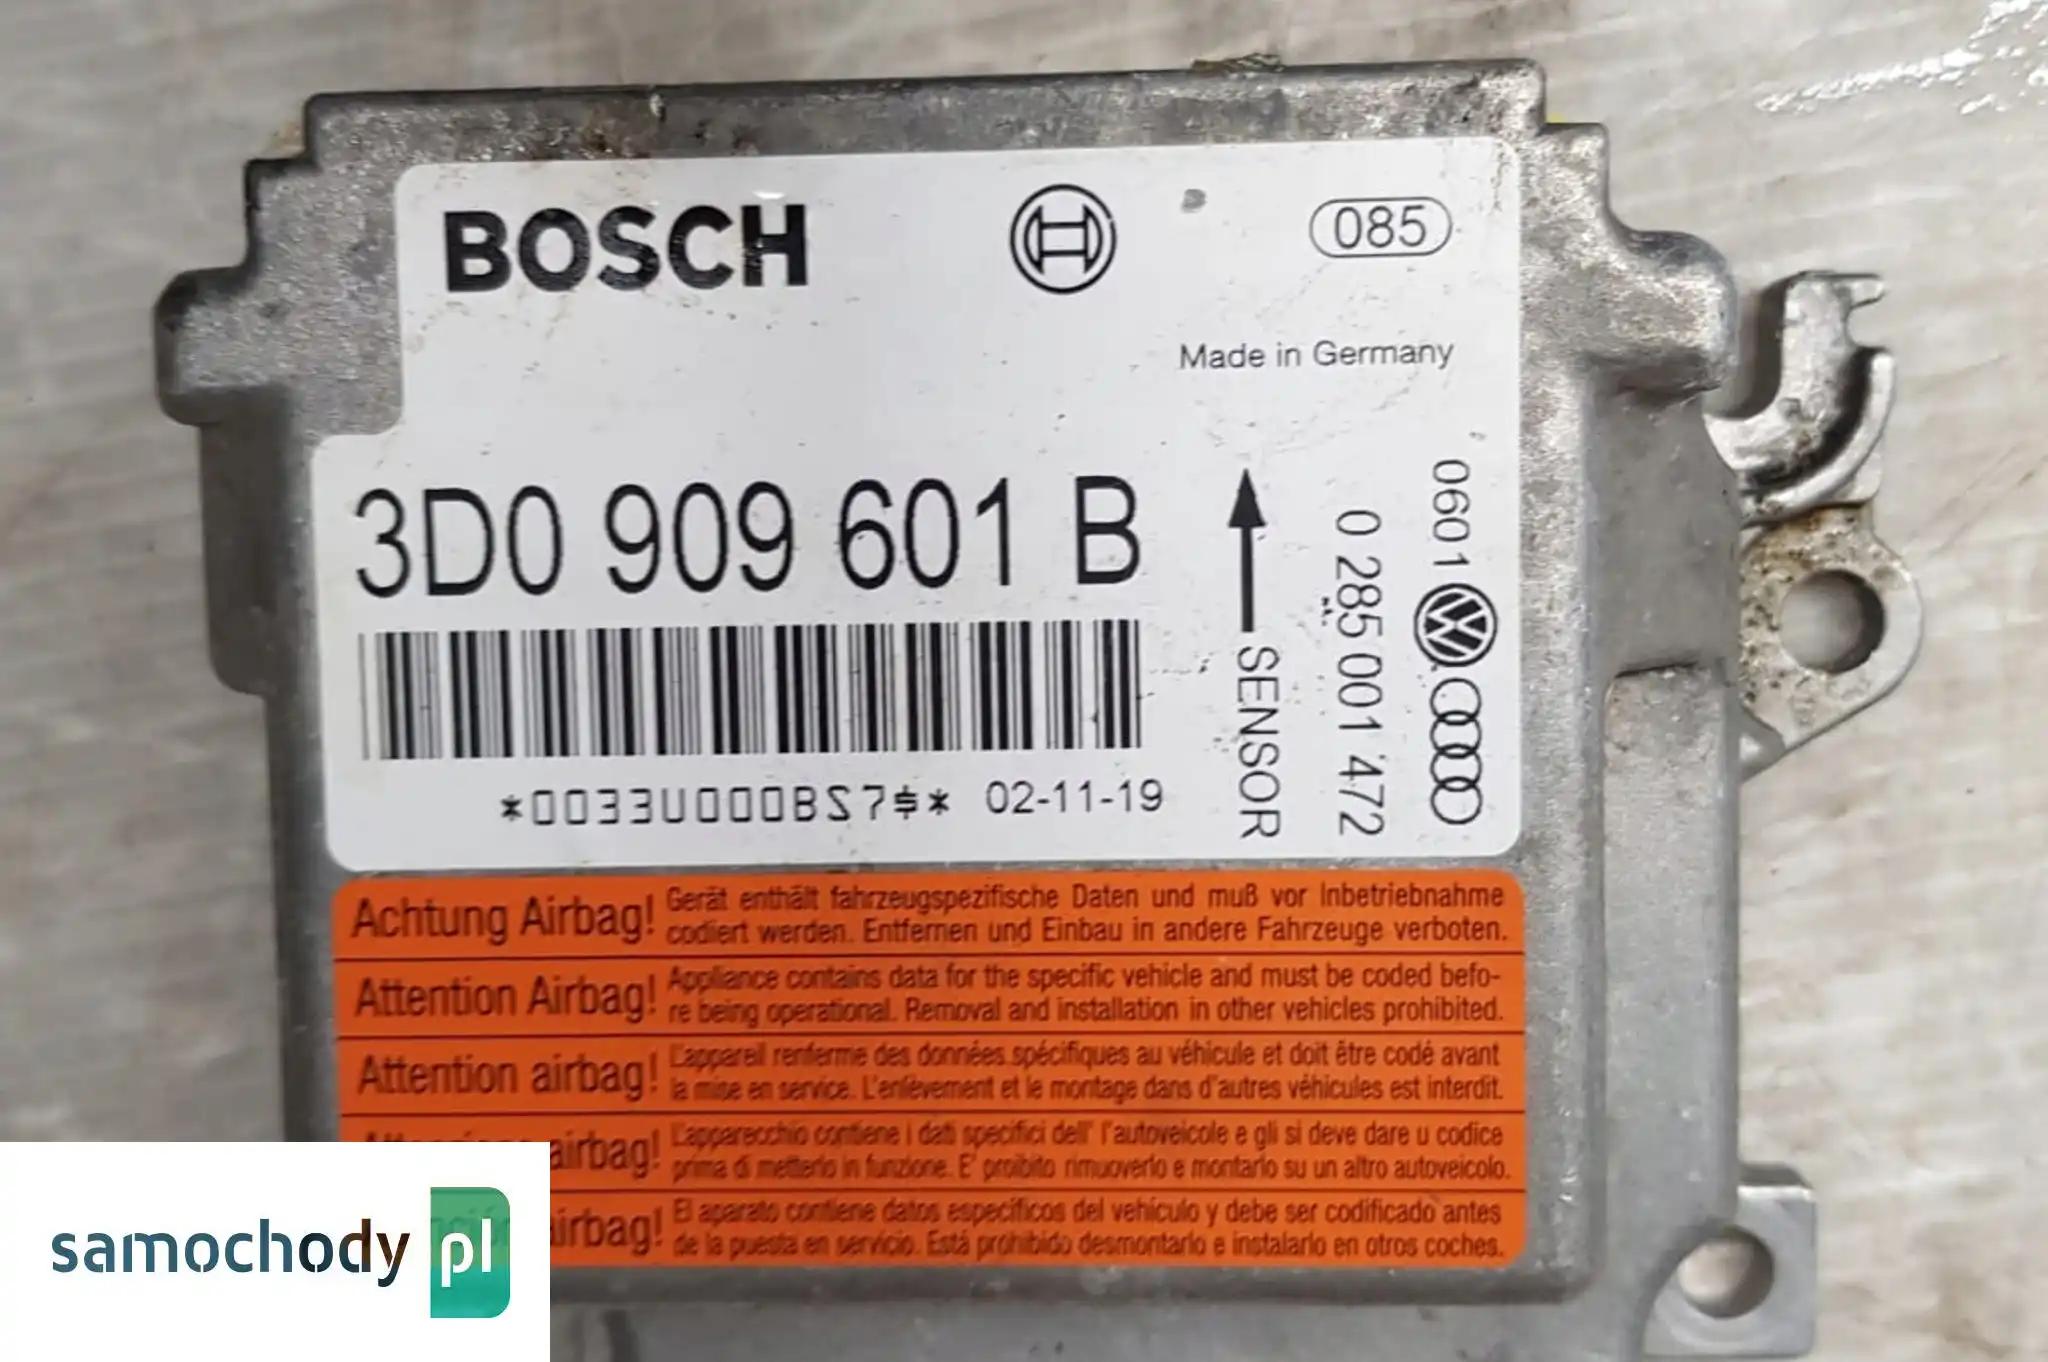 BOSCH
085
Made in Germany
3D0 909 601 B
*0033U000BS7$* 02-11-19
SENSOR
0 285 001 472
0601
Achtung Airbag! Gerät enthält fahrzeugspezifische Daten und muß vor Inbetriebnahme
codiert werden. Entfernen und Einbau in andere Fahrzeuge verboten.
Attention Airbag! Appliance contains data for the specific vehicle and must be coded befo-
re being operational. Removal and installation in other vehicles prohibited.
Attention airbag! L'appareil renferme des données spécifiques au véhicule et doit être codé avant
la mise en service. L'enlèvement et le montage dans d'autres véhicules est interdit.
airbag! L'apparecchio contiene i dati specifici dell' l'autoveicole e gli si deve dare u codice
prima di metterlo in funzione. E' proibito rimuoverlo e montarlo su un altro autoveicolo.
airbag! El aparato contiene datos específicos del vehículo y debe ser codificado antes
de la puesta en servicio. Está prohibido desmontarlo e instalarlo en otros coches.
samochody pl